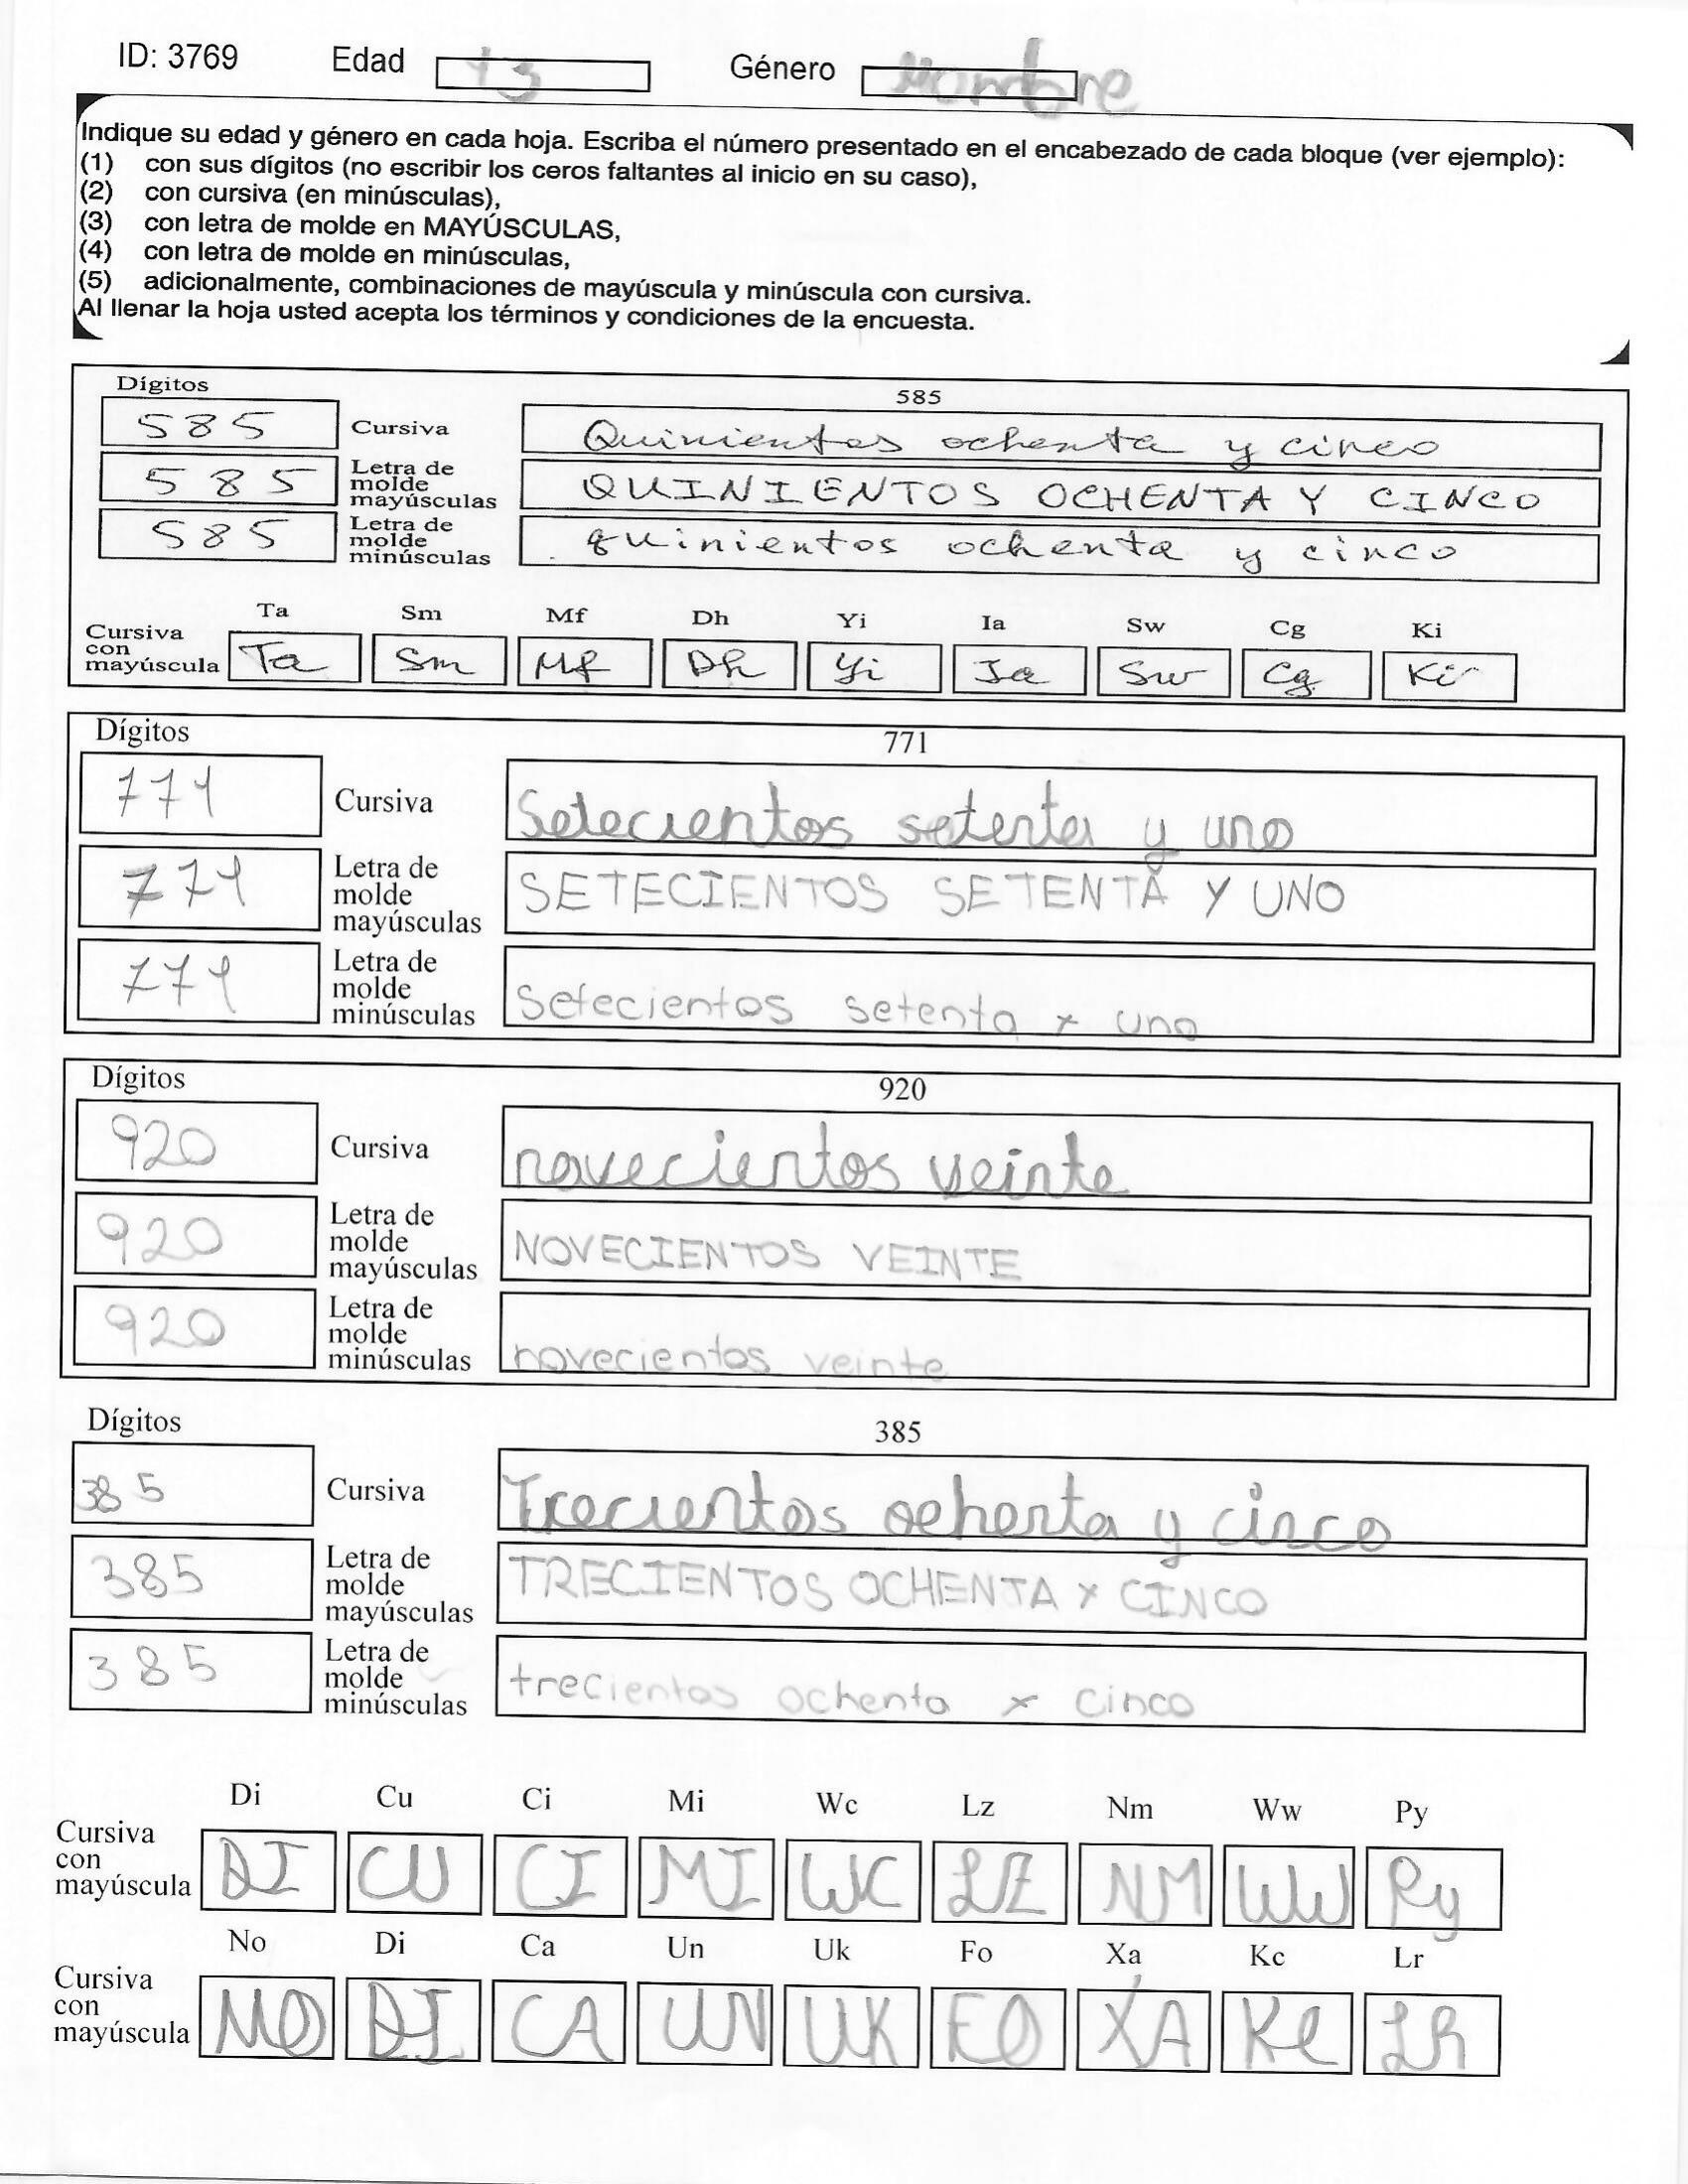 ID: 3769 Edad 13 Género Hombre
Indique su edad y género en cada hoja. Escriba el número presentado en el encabezado de cada bloque (ver ejemplo):
(1) con sus dígitos (no escribir los ceros faltantes al inicio en su caso),
(2) con cursiva (en minúsculas),
(3) con letra de molde en MAYÚSCULAS,
(4) con letra de molde en minúsculas,
(5) adicionalmente, combinaciones de mayúscula y minúscula con cursiva.
Al llenar la hoja usted acepta los términos y condiciones de la encuesta.
Dígitos 585
585 Cursiva Quinientos ochenta y cinco
585 Letra de molde mayúsculas QUINIENTOS OCHENTA Y CINCO
585 Letra de molde minúsculas quinientos ochenta y cinco
Ta Sm Mf Dh Yi Ia Sw Cg Ki
Cursiva con mayúscula Ta Sm Mf Dh Yi Ia Sw Cg Ki
Dígitos 771
771 Cursiva Setecientos setenta y uno
771 Letra de molde mayúsculas SETECIENTOS SETENTA Y UNO
771 Letra de molde minúsculas Setecientos setenta y uno
Dígitos 920
920 Cursiva novecientos veinte
920 Letra de molde mayúsculas NOVECIENTOS VEINTE
920 Letra de molde minúsculas novecientos veinte
Dígitos 385
385 Cursiva Trecientos ochenta y cinco
385 Letra de molde mayúsculas TRECIENTOS OCHENTA Y CINCO
385 Letra de molde minúsculas trecientos ochenta y cinco
Di Cu Ci Mi Wc Lz Nm Ww Py
Cursiva con mayúscula DI CU CI MI WC LZ NM WW Py
No Di Ca Un Uk Fo Xa Kc Lr
Cursiva con mayúscula NO DI CA UN UK FO XA KC LR